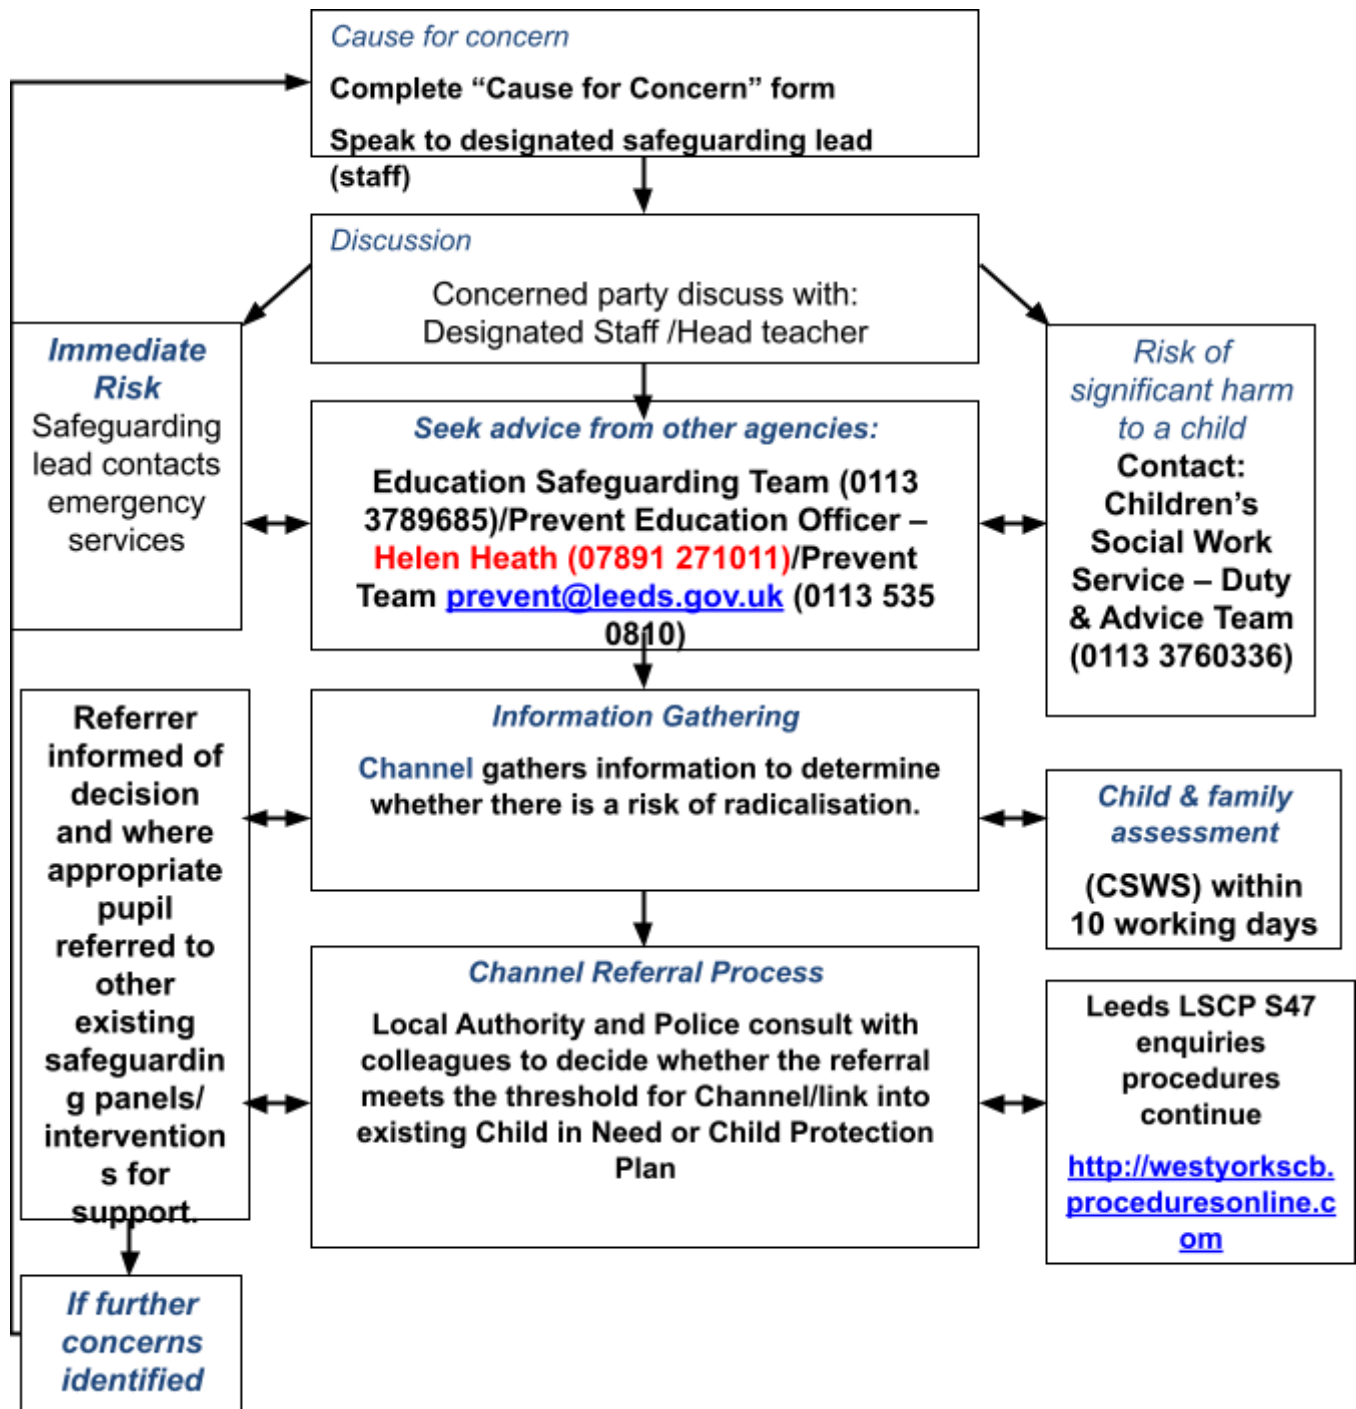 Cause for concern
Complete “Cause for Concern” form
Speak to designated safeguarding lead
(staff)
Discussion
Concerned party discuss with:
Designated Staff /Head teacher
Immediate
Risk
Safeguarding
lead contacts
emergency
services
Seek advice from other agencies:
Education Safeguarding Team (0113
3789685)/Prevent Education Officer –
Helen Heath (07891 271011)/Prevent
Team prevent@leeds.gov.uk (0113 535
0810)
Risk of
significant harm
to a child
Contact:
Children’s
Social Work
Service – Duty
& Advice Team
(0113 3760336)
Referrer
informed of
decision
and where
appropriate
pupil
referred to
other
existing
safeguardin
g panels/
intervention
s for
support.
Information Gathering
Channel gathers information to determine
whether there is a risk of radicalisation.
Child & family
assessment
(CSWS) within
10 working days
Channel Referral Process
Local Authority and Police consult with
colleagues to decide whether the referral
meets the threshold for Channel/link into
existing Child in Need or Child Protection
Plan
Leeds LSCP S47
enquiries
procedures
continue
http://westyorkscb.
proceduresonline.c
om
If further
concerns
identified